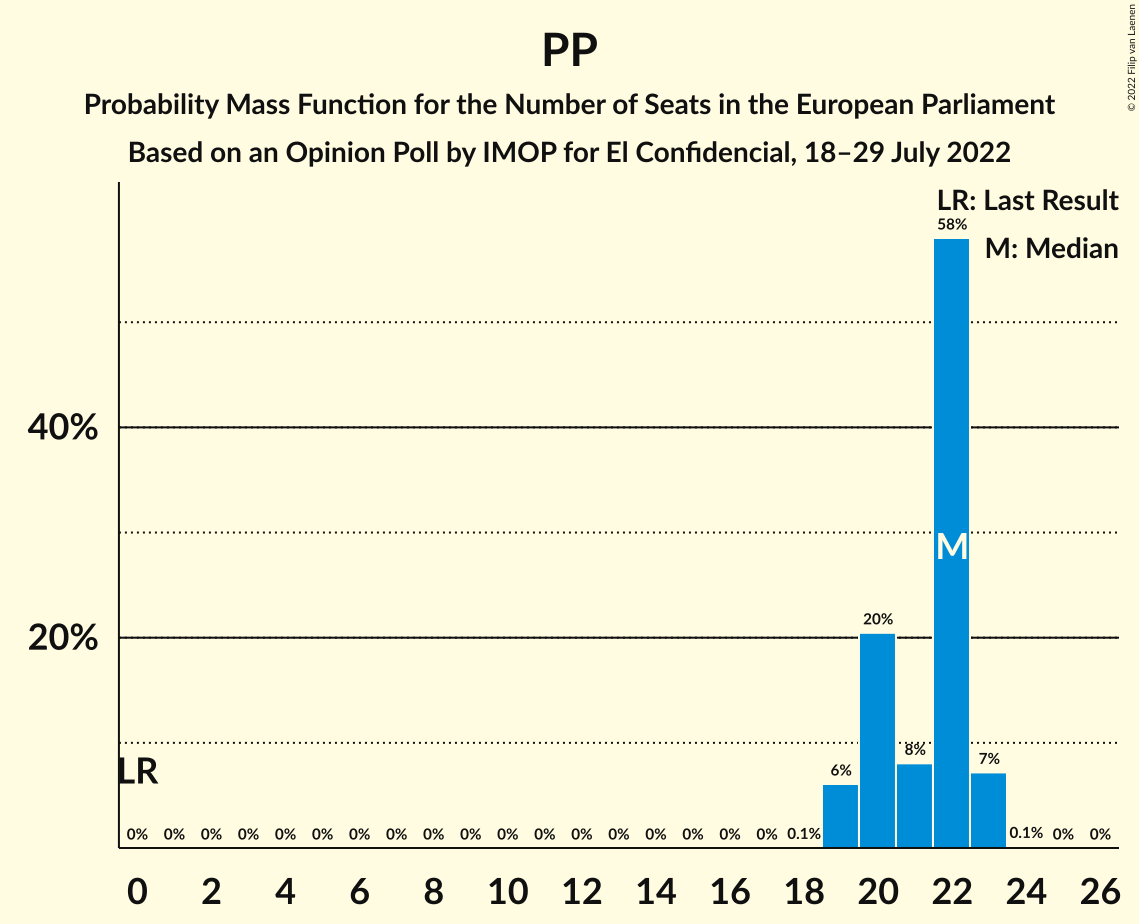 PP
Probability Mass Function for the Number of Seats in the European Parliament
Based on an Opinion Poll by IMOP for El Confidencial, 18–29 July 2022
© 2022 Filip van Laenen
LR: Last Result
M: Median
58%
40%
M
20%
20%
8%
7%
6%
LR
0% 0% 0% 0% 0% 0% 0% 0% 0% 0% 0% 0% 0% 0% 0% 0% 0% 0% 0.1% 0.1% 0% 0%
0 2 4 6 8 10 12 14 16 18 20 22 24 26